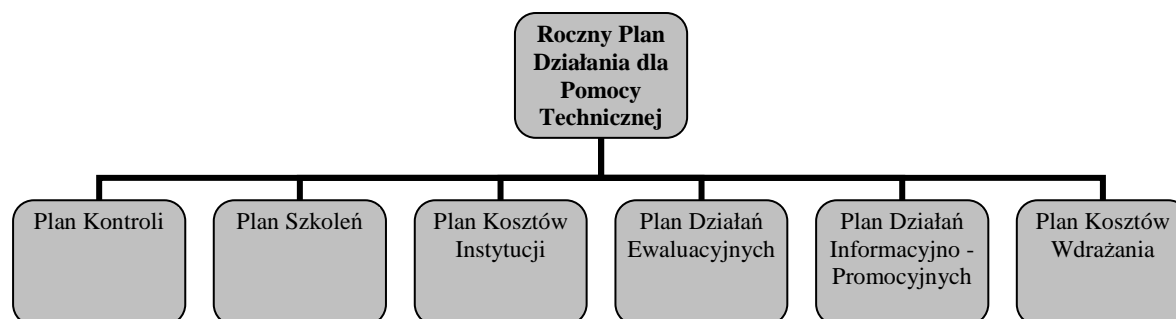 Roczny Plan
Działania dla
Pomocy
Technicznej
Plan Kontroli
Plan Szkoleń
Plan Kosztów
Instytucji
Plan Działań
Ewaluacyjnych
Plan Działań
Informacyjno -
Promocyjnych
Plan Kosztów
Wdrażania